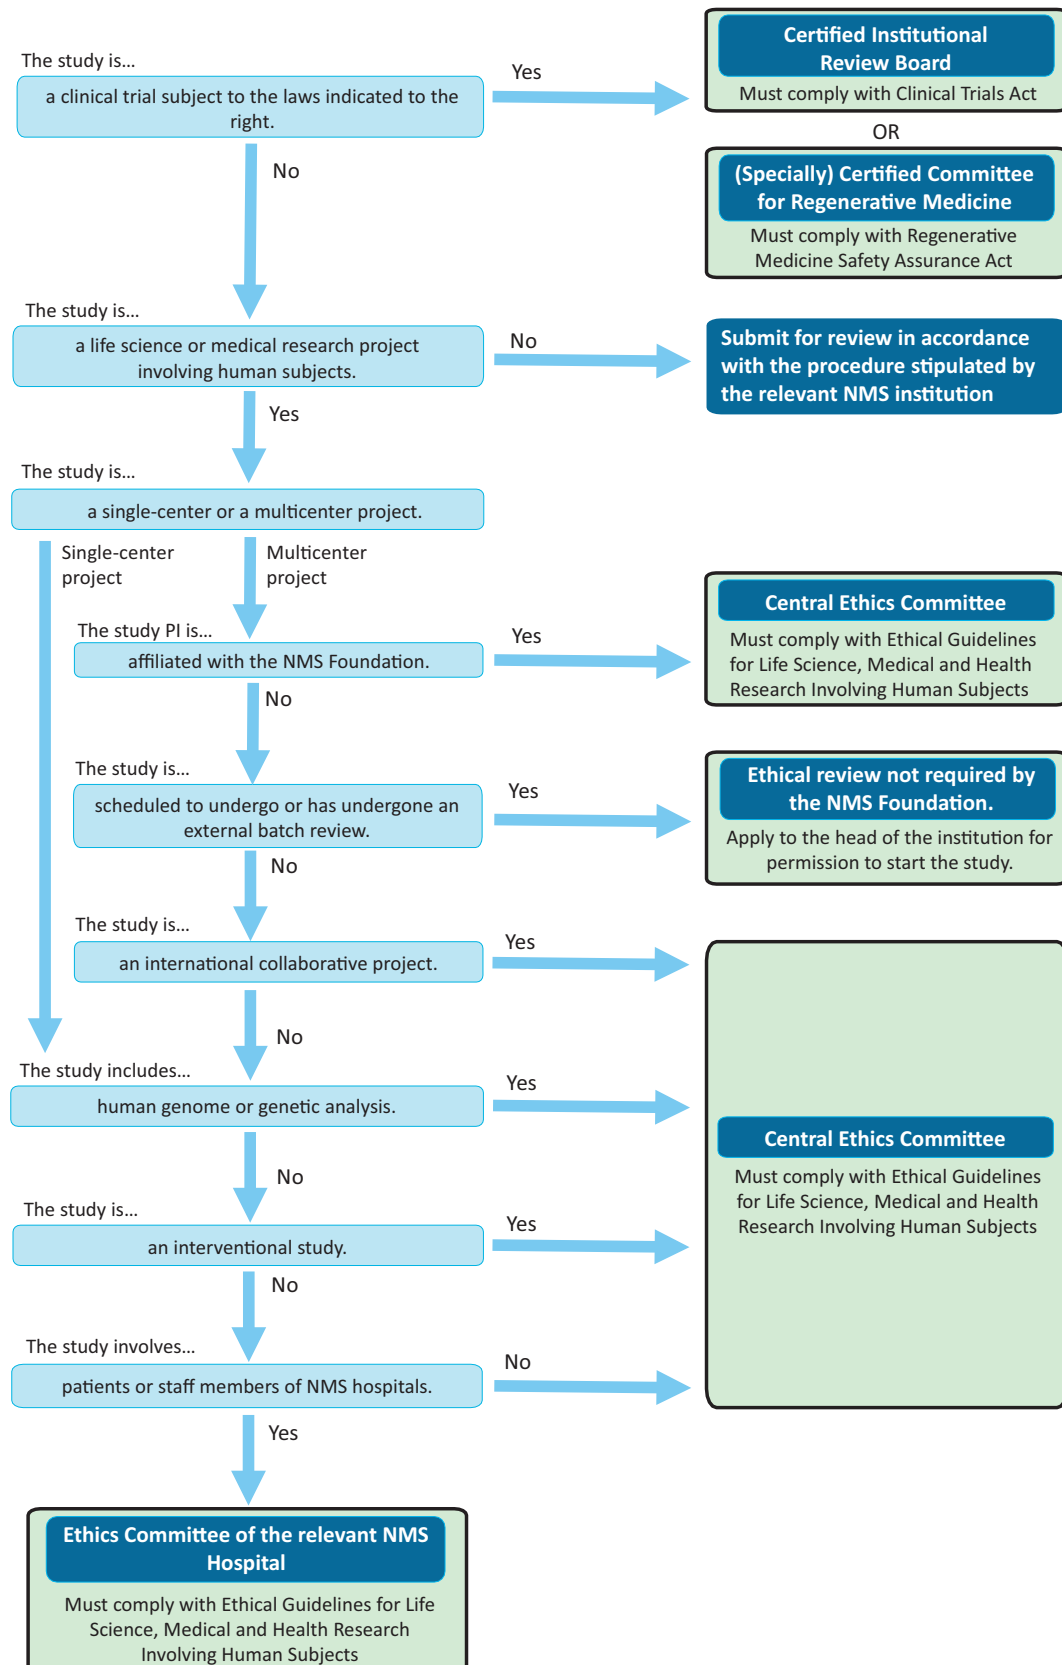 The study is...
a clinical trial subject to the laws indicated to the
right.
Yes
Certified Institutional
Review Board
Must comply with Clinical Trials Act
OR
(Specially) Certified Committee
for Regenerative Medicine
Must comply with Regenerative
Medicine Safety Assurance Act
No
The study is...
a life science or medical research project
involving human subjects.
No
Submit for review in accordance
with the procedure stipulated by
the relevant NMS institution
Yes
The study is...
a single-center or a multicenter project.
Single-center
project
Multicenter
project
The study PI is...
affiliated with the NMS Foundation.
Yes
Central Ethics Committee
Must comply with Ethical Guidelines
for Life Science, Medical and Health
Research Involving Human Subjects
No
The study is...
scheduled to undergo or has undergone an
external batch review.
Yes
Ethical review not required by
the NMS Foundation.
Apply to the head of the institution for
permission to start the study.
No
The study is...
an international collaborative project.
Yes
No
The study includes...
human genome or genetic analysis.
Yes
Central Ethics Committee
Must comply with Ethical Guidelines
for Life Science, Medical and Health
Research Involving Human Subjects
No
The study is...
an interventional study.
Yes
No
The study involves...
patients or staff members of NMS hospitals.
No
Yes
Ethics Committee of the relevant NMS
Hospital
Must comply with Ethical Guidelines for Life
Science, Medical and Health Research
Involving Human Subjects